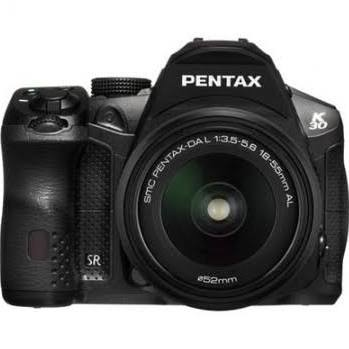 PENTAX
K
30
SMC PENTAX-DA L 1:3.5-5.6 18-55mm AL
ø52mm
SR